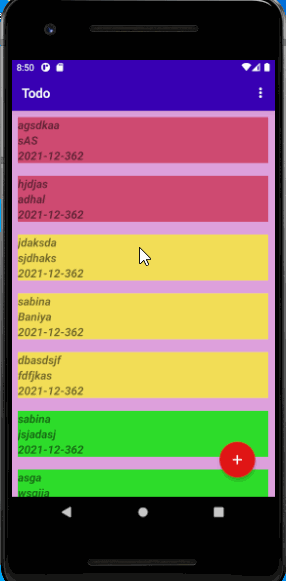 8:50
Todo
agsdkaa
sAS
2021-12-362
hjdjas
adhal
2021-12-362
jdaksda
sjdhaks
2021-12-362
sabina
Baniya
2021-12-362
dbasdsjf
fdfjkas
2021-12-362
sabina
jsjadasj
2021-12-362
asga